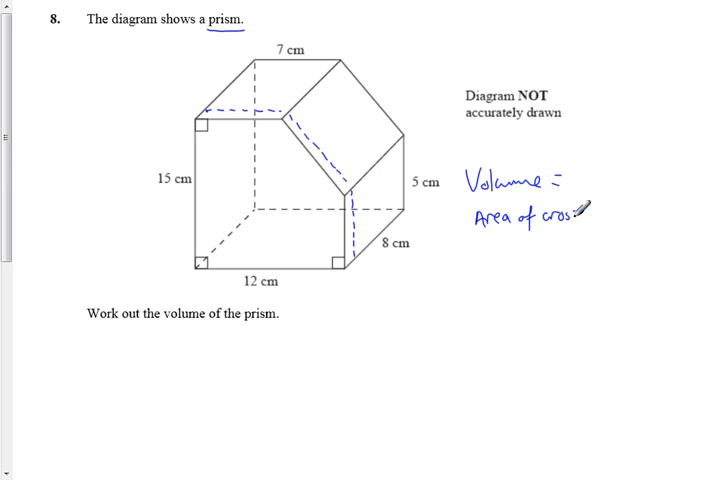 8. The diagram shows a prism.
7 cm
Diagram NOT
accurately drawn
15 cm
5 cm
Volume =
Area of cros
8 cm
12 cm
Work out the volume of the prism.